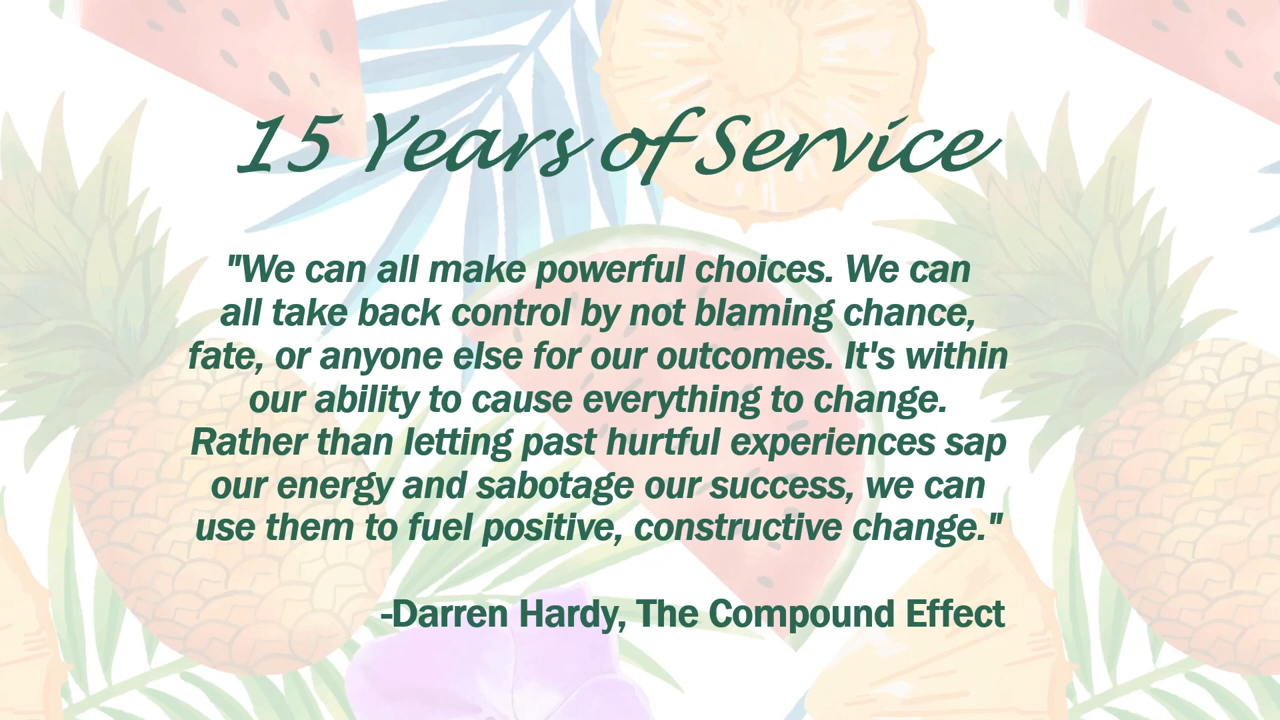 15 Years of Service
"We can all make powerful choices. We can
all take back control by not blaming chance,
fate, or anyone else for our outcomes. It's within
our ability to cause everything to change.
Rather than letting past hurtful experiences sap
our energy and sabotage our success, we can
use them to fuel positive, constructive change."
-Darren Hardy, The Compound Effect